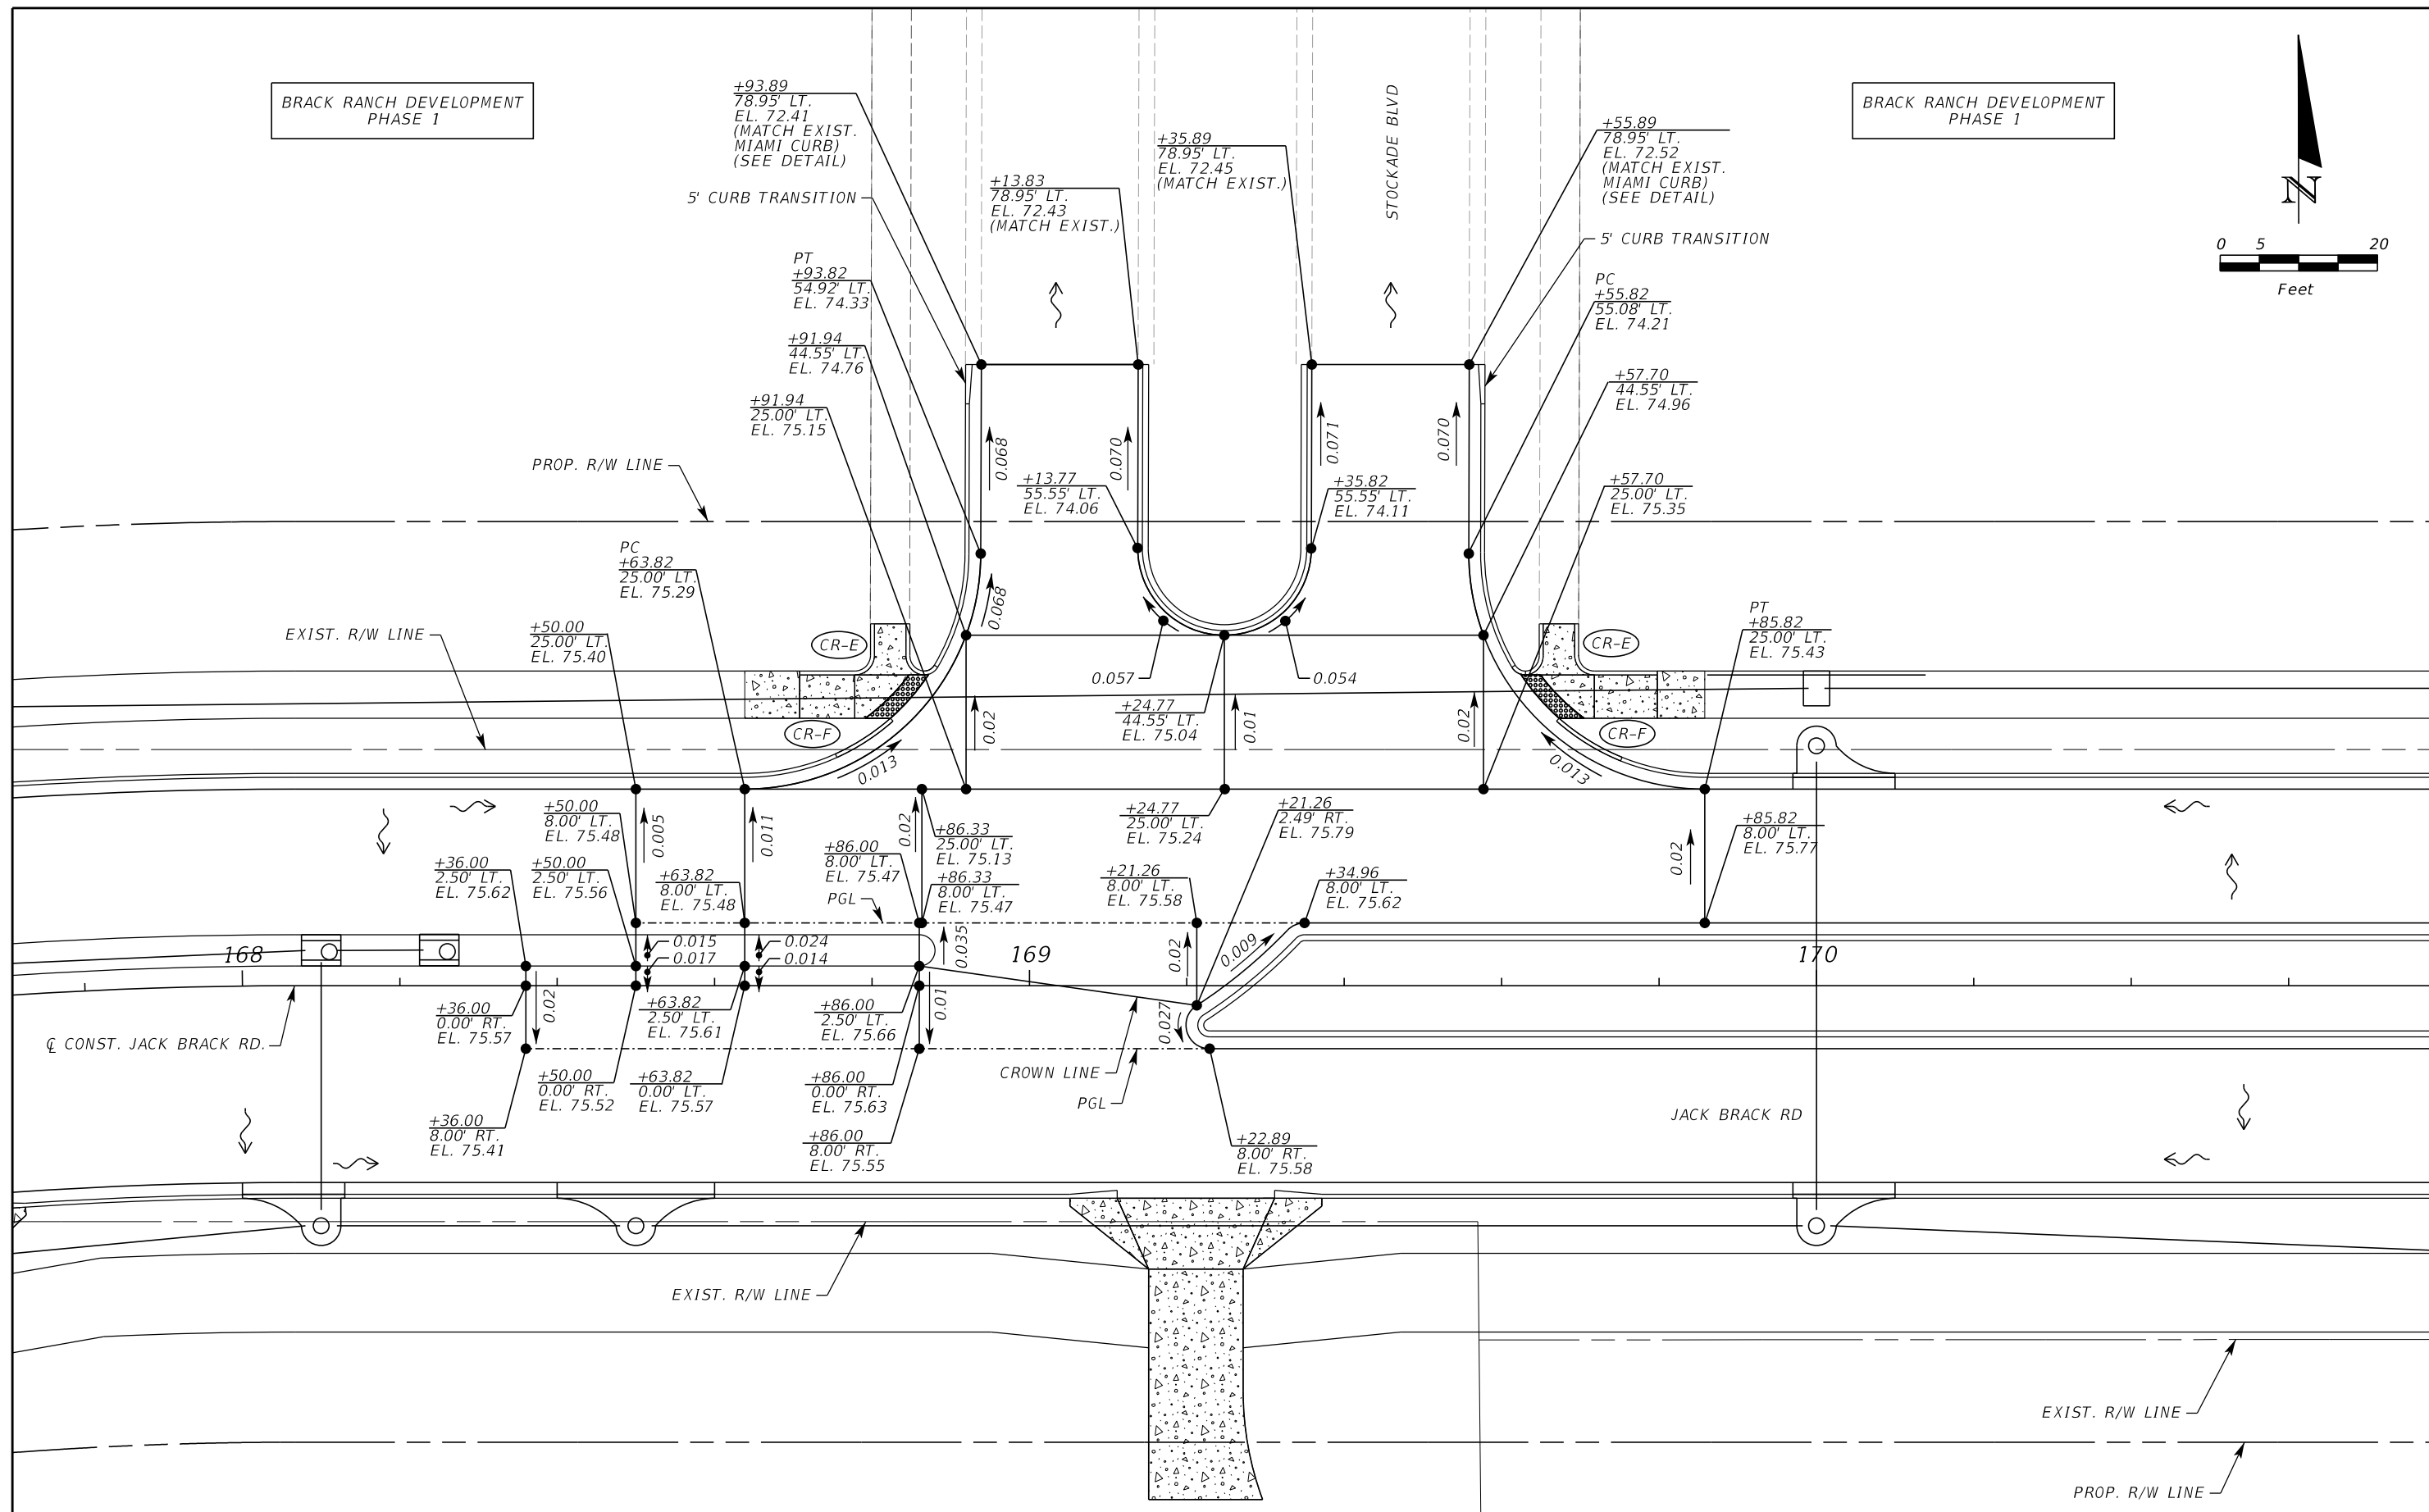 BRACK RANCH DEVELOPMENT
PHASE 1
+93.89
78.95' LT.
EL. 72.41
(MATCH EXIST.
MIAMI CURB)
(SEE DETAIL)
5' CURB TRANSITION
+13.83
78.95' LT.
EL. 72.43
(MATCH EXIST.)
+35.89
78.95' LT.
EL. 72.45
(MATCH EXIST.)
STOCKADE BLVD
+55.89
78.95' LT.
EL. 72.52
(MATCH EXIST.
MIAMI CURB)
(SEE DETAIL)
5' CURB TRANSITION
BRACK RANCH DEVELOPMENT
PHASE 1
N
0 5 20
Feet
PT
+93.82
54.92' LT.
EL. 74.33
+91.94
44.55' LT.
EL. 74.76
+91.94
25.00' LT.
EL. 75.15
PC
+55.82
55.08' LT.
EL. 74.21
+57.70
44.55' LT.
EL. 74.96
+57.70
25.00' LT.
EL. 75.35
0.068
0.070
0.071
0.070
PROP. R/W LINE
+13.77
55.55' LT.
EL. 74.06
+35.82
55.55' LT.
EL. 74.11
PC
+63.82
25.00' LT.
EL. 75.29
0.068
EXIST. R/W LINE
+50.00
25.00' LT.
EL. 75.40
CR-E
CR-F
CR-E
CR-F
PT
+85.82
25.00' LT.
EL. 75.43
0.057
0.054
+24.77
44.55' LT.
EL. 75.04
0.02
0.01
0.02
0.013
0.013
+50.00
8.00' LT.
EL. 75.48
0.005
0.011
0.02
+86.33
25.00' LT.
EL. 75.13
+24.77
25.00' LT.
EL. 75.24
+21.26
2.49' RT.
EL. 75.79
+85.82
8.00' LT.
EL. 75.77
0.02
+36.00
2.50' LT.
EL. 75.62
+50.00
2.50' LT.
EL. 75.56
+63.82
8.00' LT.
EL. 75.48
+86.00
8.00' LT.
EL. 75.47
+86.33
8.00' LT.
EL. 75.47
PGL
+21.26
8.00' LT.
EL. 75.58
+34.96
8.00' LT.
EL. 75.62
168
169
170
0.015
0.017
0.024
0.014
0.035
0.02
0.009
0.02
0.01
0.027
+36.00
0.00' RT.
EL. 75.57
+63.82
2.50' LT.
EL. 75.61
+86.00
2.50' LT.
EL. 75.66
℄ CONST. JACK BRACK RD.
CROWN LINE
PGL
+50.00
0.00' RT.
EL. 75.52
+63.82
0.00' LT.
EL. 75.57
+86.00
0.00' RT.
EL. 75.63
+36.00
8.00' RT.
EL. 75.41
+86.00
8.00' RT.
EL. 75.55
+22.89
8.00' RT.
EL. 75.58
JACK BRACK RD
EXIST. R/W LINE
EXIST. R/W LINE
PROP. R/W LINE